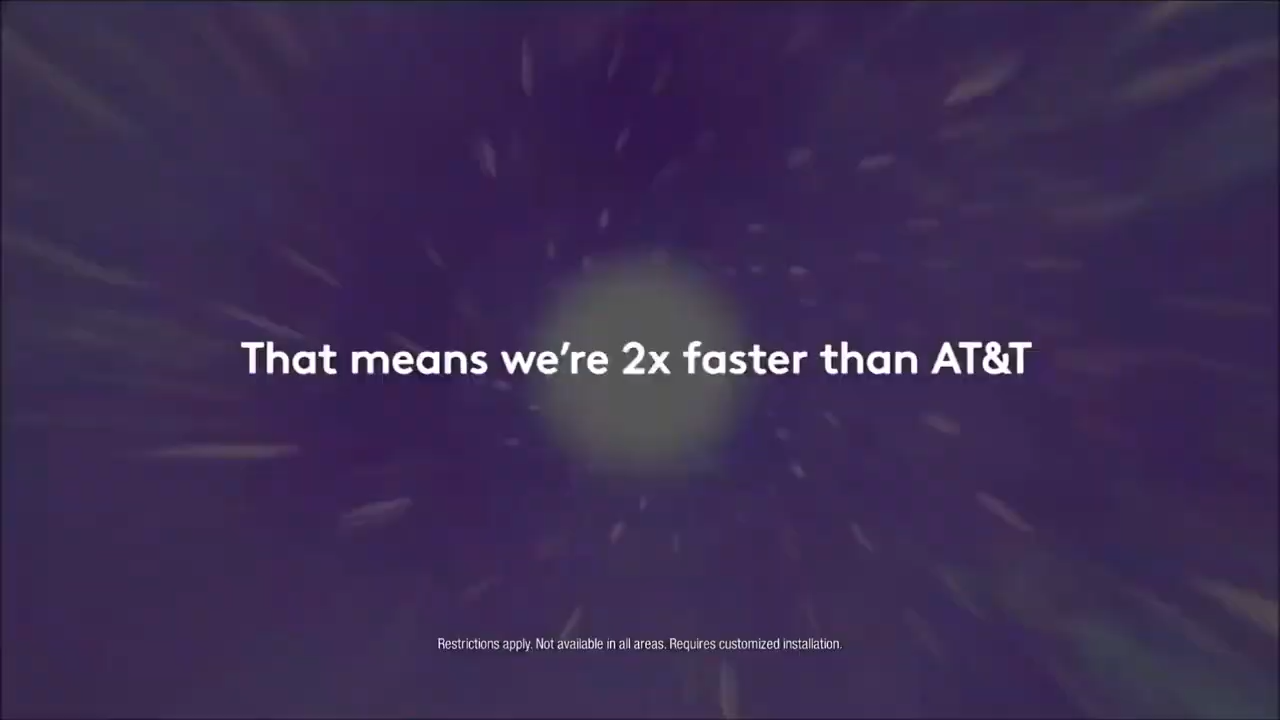 That means we're 2x faster than AT&T
Restrictions apply. Not available in all areas. Requires customized installation.